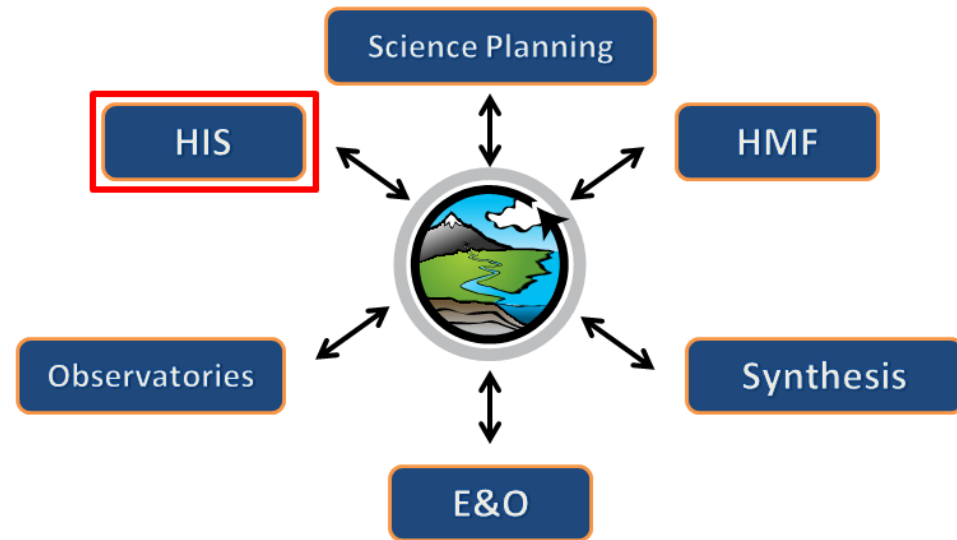 Science Planning
HIS
HMF
Observatories
Synthesis
E&O